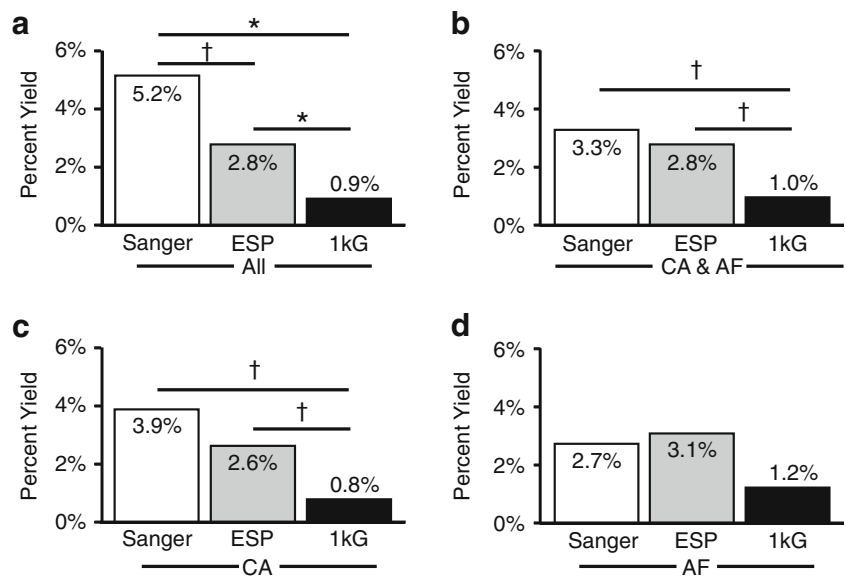 a
Percent Yield
6%
4%
2%
0%
*
†
*
5.2%
2.8%
0.9%
Sanger ESP 1kG
All
b
Percent Yield
6%
4%
2%
0%
†
†
3.3%
2.8%
1.0%
Sanger ESP 1kG
CA & AF
c
Percent Yield
6%
4%
2%
0%
†
†
3.9%
2.6%
0.8%
Sanger ESP 1kG
CA
d
Percent Yield
6%
4%
2%
0%
2.7%
3.1%
1.2%
Sanger ESP 1kG
AF